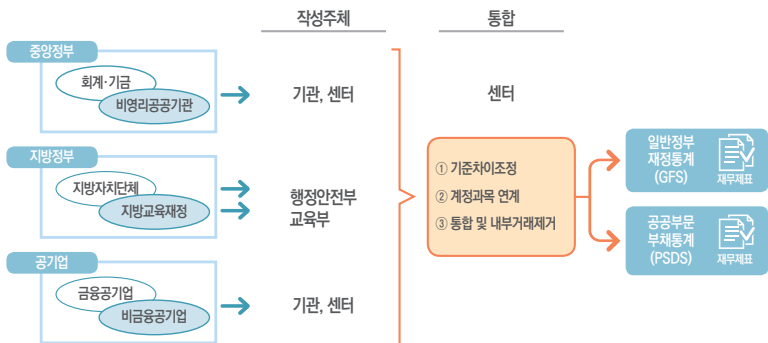 작성주체
통합
중앙정부
회계·기금
비영리공공기관
기관, 센터
센터
지방정부
지방자치단체
지방교육재정
행정안전부
교육부
① 기준차이조정
② 계정과목 연계
③ 통합 및 내부거래제거
일반정부
재정통계
(GFS)
재무제표
공공부문
부채통계
(PSDS)
재무제표
공기업
금융공기업
비금융공기업
기관, 센터